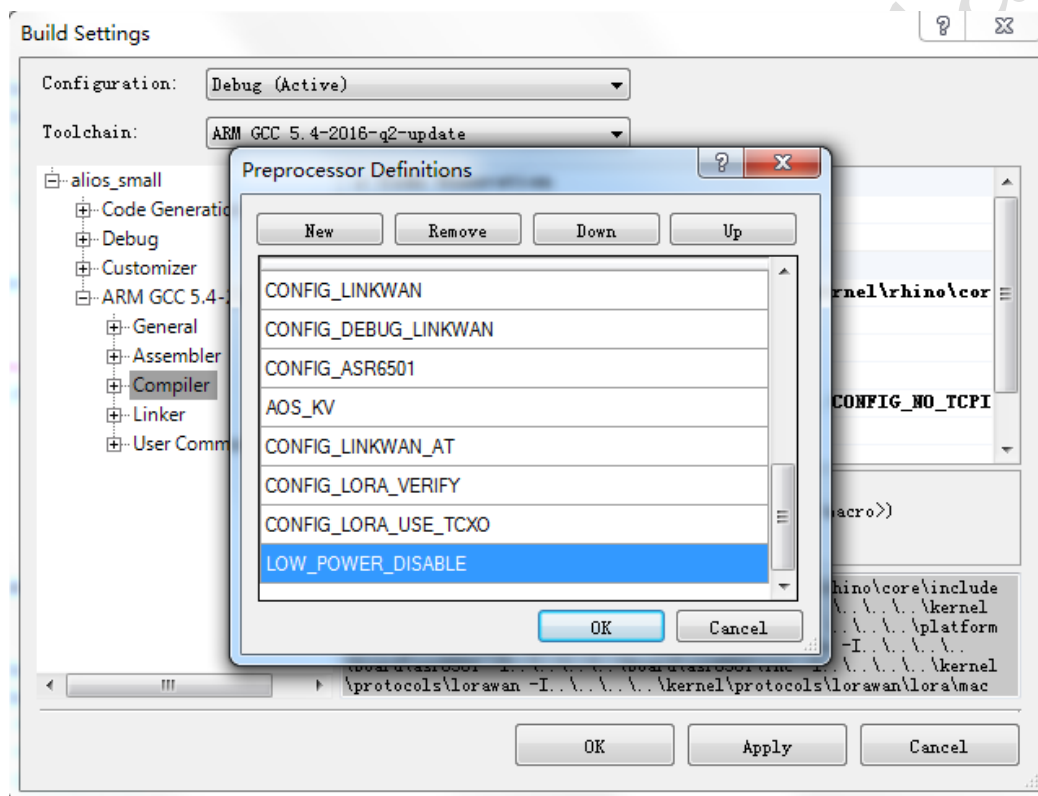 Build Settings
Configuration: Debug (Active)
Toolchain: ARM GCC 5.4-2016-q2-update
Preprocessor Definitions
New Remove Down Up
CONFIG_LINKWAN
CONFIG_DEBUG_LINKWAN
CONFIG_ASR6501
AOS_KV
CONFIG_LINKWAN_AT
CONFIG_LORA_VERIFY
CONFIG_LORA_USE_TCXO
LOW_POWER_DISABLE
OK Cancel
alios_small
Code Generatio
Debug
Customizer
ARM GCC 5.4-
General
Assembler
Compiler
Linker
User Comm
rnel\rhino\cor
CONFIG_NO_TCPI
acro>)
hino\core\include
\..\..\..\kernel
..\..\..\platform
-I..\..\..\..
\..\..\..\kernel
\protocols\lorawan -I..\..\..\..\kernel\protocols\lorawan\lora\mac
OK Apply Cancel